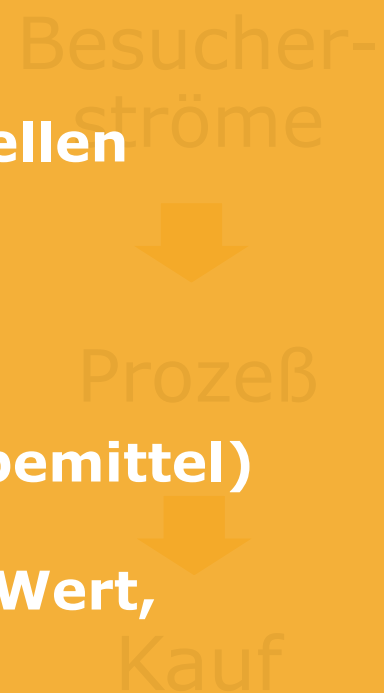 Besucher-
ströme
ellen
Prozeß
bemittel)
Wert,
Kauf